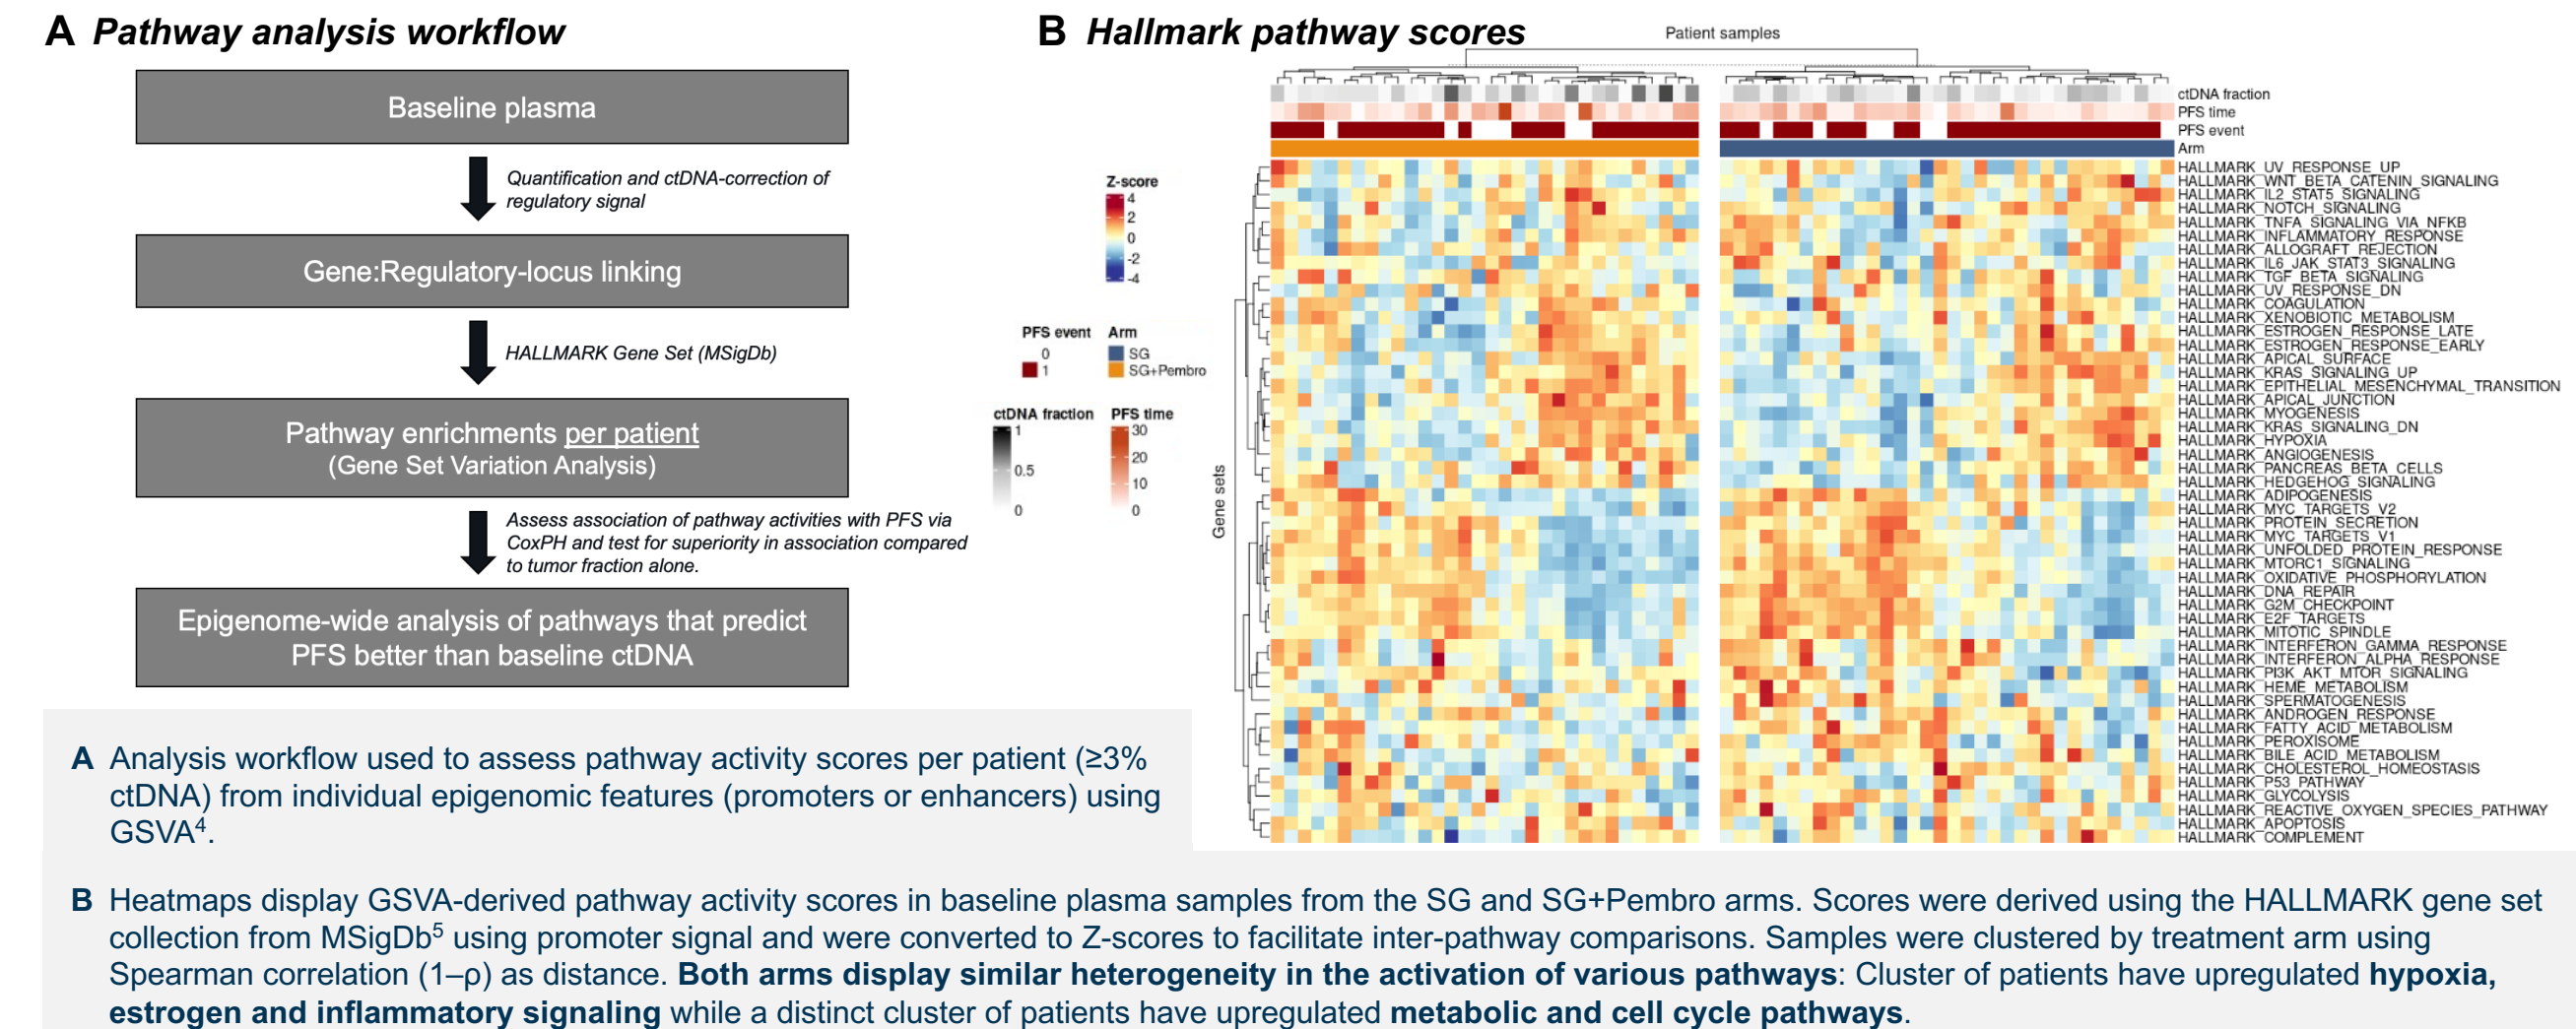 A Pathway analysis workflow
Baseline plasma
Quantification and ctDNA-correction of
regulatory signal
Gene:Regulatory-locus linking
HALLMARK Gene Set (MSigDb)
Pathway enrichments per patient
(Gene Set Variation Analysis)
Assess association of pathway activities with PFS via
CoxPH and test for superiority in association compared
to tumor fraction alone.
Epigenome-wide analysis of pathways that predict
PFS better than baseline ctDNA
B Hallmark pathway scores
Patient samples
ctDNA fraction
PFS time
PFS event
Arm
Z-score
4
2
0
-2
-4
PFS event
0
1
Arm
SG
SG+Pembro
ctDNA fraction
1
0.5
0
PFS time
30
20
10
0
Gene sets
HALLMARK_UV_RESPONSE_UP
HALLMARK_WNT_BETA_CATENIN_SIGNALING
HALLMARK_IL2_STAT5_SIGNALING
HALLMARK_NOTCH_SIGNALING
HALLMARK_TNFA_SIGNALING_VIA_NFKB
HALLMARK_INFLAMMATORY_RESPONSE
HALLMARK_ALLOGRAFT_REJECTION
HALLMARK_IL6_JAK_STAT3_SIGNALING
HALLMARK_TGF_BETA_SIGNALING
HALLMARK_UV_RESPONSE_DN
HALLMARK_COAGULATION
HALLMARK_XENOBIOTIC_METABOLISM
HALLMARK_ESTROGEN_RESPONSE_LATE
HALLMARK_ESTROGEN_RESPONSE_EARLY
HALLMARK_APICAL_SURFACE
HALLMARK_KRAS_SIGNALING_UP
HALLMARK_EPITHELIAL_MESENCHYMAL_TRANSITION
HALLMARK_APICAL_JUNCTION
HALLMARK_MYOGENESIS
HALLMARK_KRAS_SIGNALING_DN
HALLMARK_HYPOXIA
HALLMARK_ANGIOGENESIS
HALLMARK_PANCREAS_BETA_CELLS
HALLMARK_HEDGEHOG_SIGNALING
HALLMARK_ADIPOGENESIS
HALLMARK_MYC_TARGETS_V2
HALLMARK_PROTEIN_SECRETION
HALLMARK_MYC_TARGETS_V1
HALLMARK_UNFOLDED_PROTEIN_RESPONSE
HALLMARK_MTORC1_SIGNALING
HALLMARK_OXIDATIVE_PHOSPHORYLATION
HALLMARK_DNA_REPAIR
HALLMARK_G2M_CHECKPOINT
HALLMARK_E2F_TARGETS
HALLMARK_MITOTIC_SPINDLE
HALLMARK_INTERFERON_GAMMA_RESPONSE
HALLMARK_INTERFERON_ALPHA_RESPONSE
HALLMARK_PI3K_AKT_MTOR_SIGNALING
HALLMARK_HEME_METABOLISM
HALLMARK_SPERMATOGENESIS
HALLMARK_ANDROGEN_RESPONSE
HALLMARK_FATTY_ACID_METABOLISM
HALLMARK_PEROXISOME
HALLMARK_BILE_ACID_METABOLISM
HALLMARK_CHOLESTEROL_HOMEOSTASIS
HALLMARK_P53_PATHWAY
HALLMARK_GLYCOLYSIS
HALLMARK_REACTIVE_OXYGEN_SPECIES_PATHWAY
HALLMARK_APOPTOSIS
HALLMARK_COMPLEMENT
A Analysis workflow used to assess pathway activity scores per patient (≥3%
ctDNA) from individual epigenomic features (promoters or enhancers) using
GSVA⁴.
B Heatmaps display GSVA-derived pathway activity scores in baseline plasma samples from the SG and SG+Pembro arms. Scores were derived using the HALLMARK gene set
collection from MSigDb⁵ using promoter signal and were converted to Z-scores to facilitate inter-pathway comparisons. Samples were clustered by treatment arm using
Spearman correlation (1–ρ) as distance. Both arms display similar heterogeneity in the activation of various pathways: Cluster of patients have upregulated hypoxia,
estrogen and inflammatory signaling while a distinct cluster of patients have upregulated metabolic and cell cycle pathways.